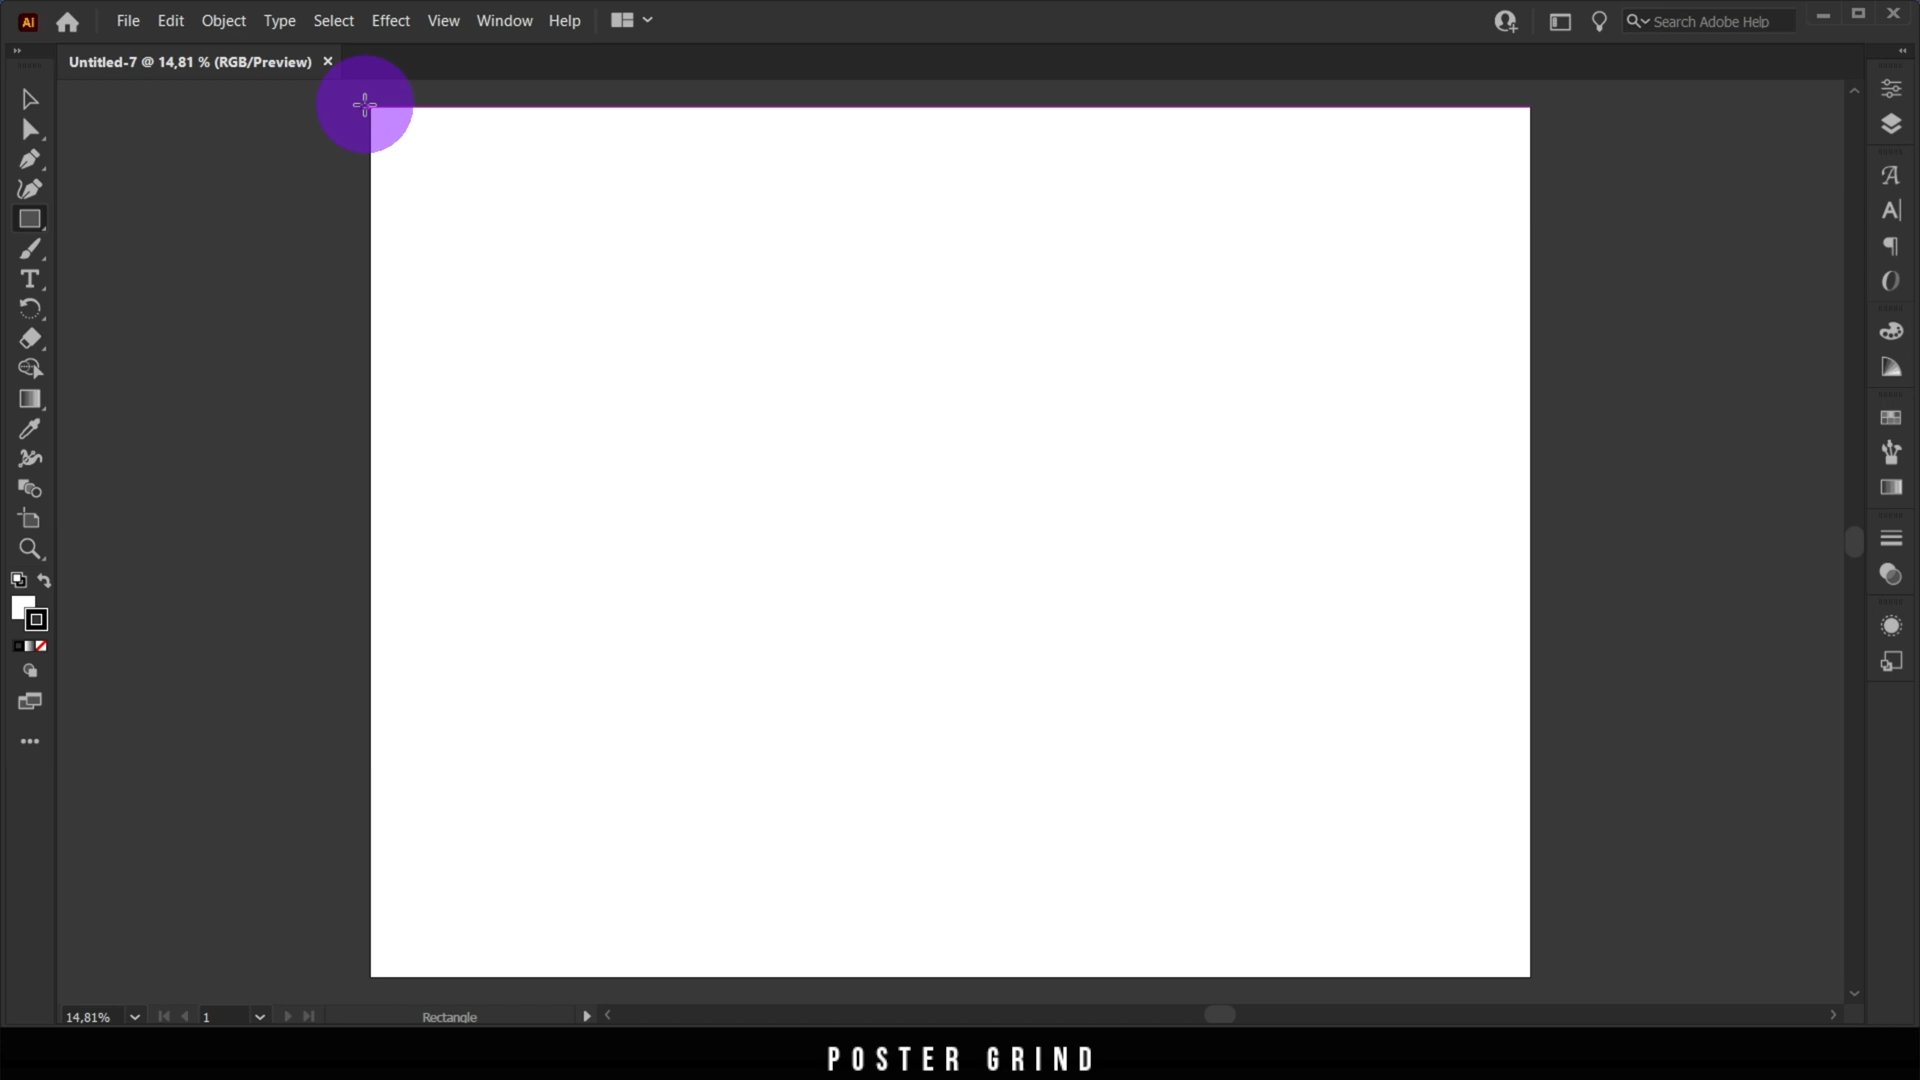 Ai File Edit Object Type Select Effect View Window Help Search Adobe Help
Untitled-7 @ 14,81 % (RGB/Preview) ×
14,81% 1 Rectangle
POSTER GRIND